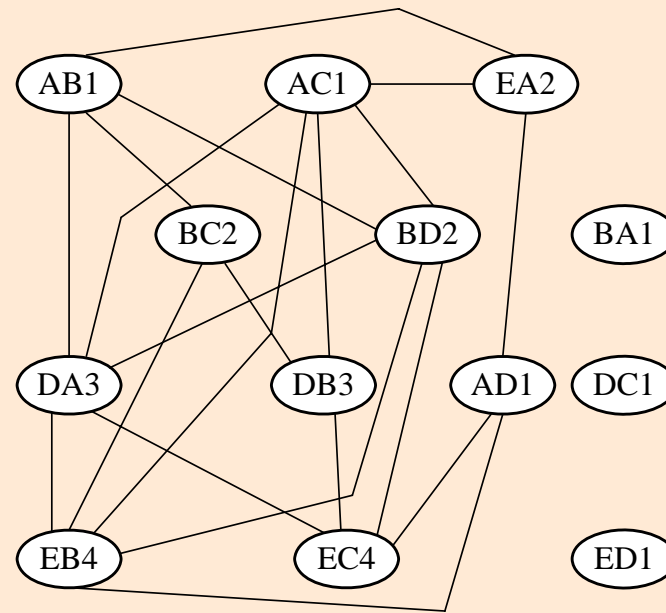 AB1 AC1 EA2
BC2 BD2 BA1
DA3 DB3 AD1 DC1
EB4 EC4 ED1